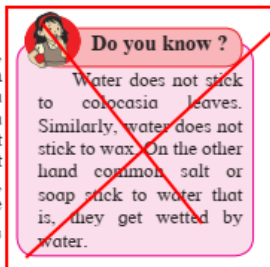 Do you know ?
Water does not stick
to colocasia leaves.
Similarly, water does not
stick to wax. On the other
hand common salt or
soap stick to water that
is, they get wetted by
water.